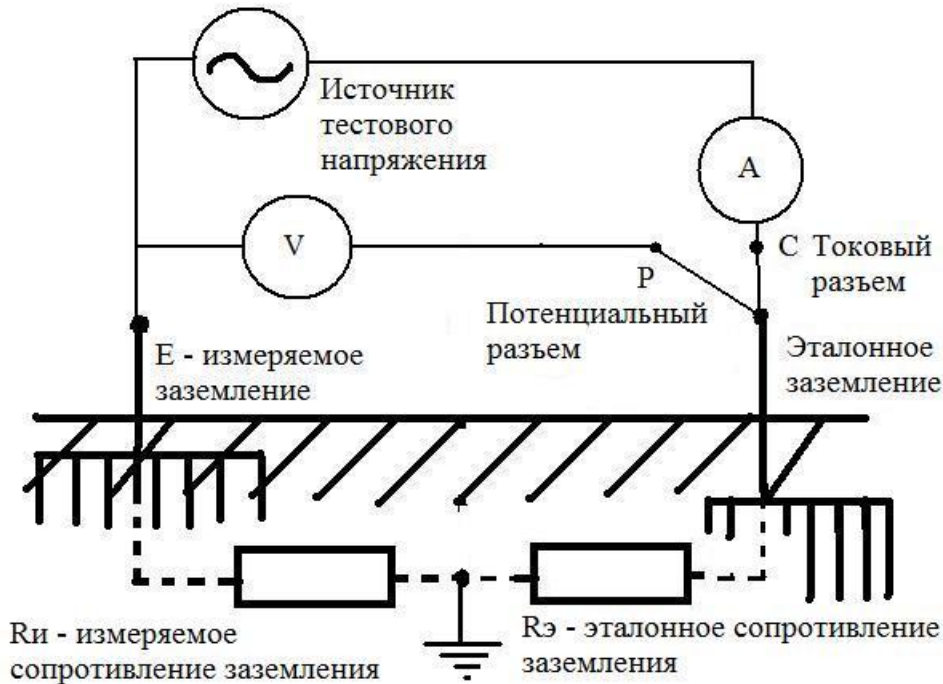 Источник
тестового
напряжения
A
V
C Токовый
разъем
P
Потенциальный
разъем
E - измеряемое
заземление
Эталонное
заземление
Rи - измеряемое
сопротивление заземления
Rэ - эталонное сопротивление
заземления